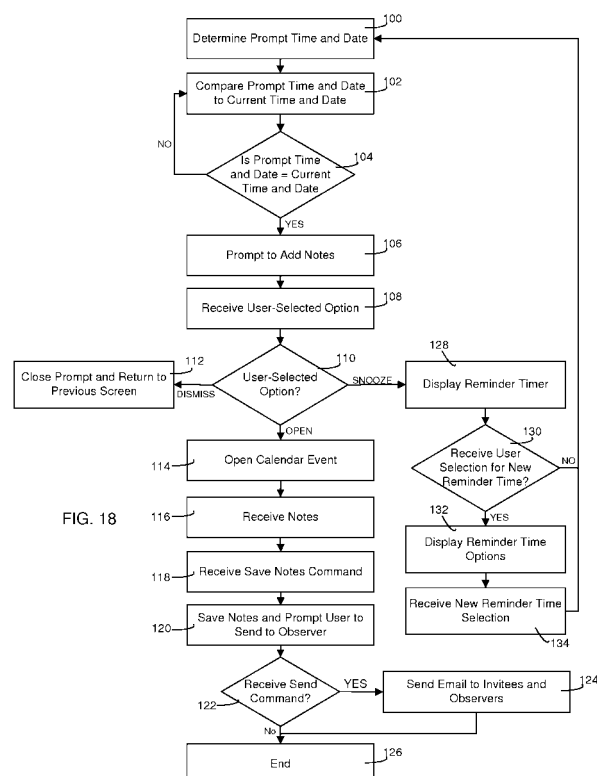 100
Determine Prompt Time and Date
Compare Prompt Time and Date
to Current Time and Date
102
NO
Is Prompt Time
and Date = Current
Time and Date
104
YES
Prompt to Add Notes
106
Receive User-Selected Option
108
112
Close Prompt and Return to
Previous Screen
DISMISS
110
User-Selected
Option?
SNOOZE
OPEN
128
Display Reminder Timer
130
Receive User
Selection for New
Reminder Time?
NO
YES
132
Display Reminder Time
Options
Receive New Reminder Time
Selection
134
114
Open Calendar Event
FIG. 18
116
Receive Notes
118
Receive Save Notes Command
120
Save Notes and Prompt User to
Send to Observer
Receive Send
Command?
122
YES
Send Email to Invitees and
Observers
124
No
End
126